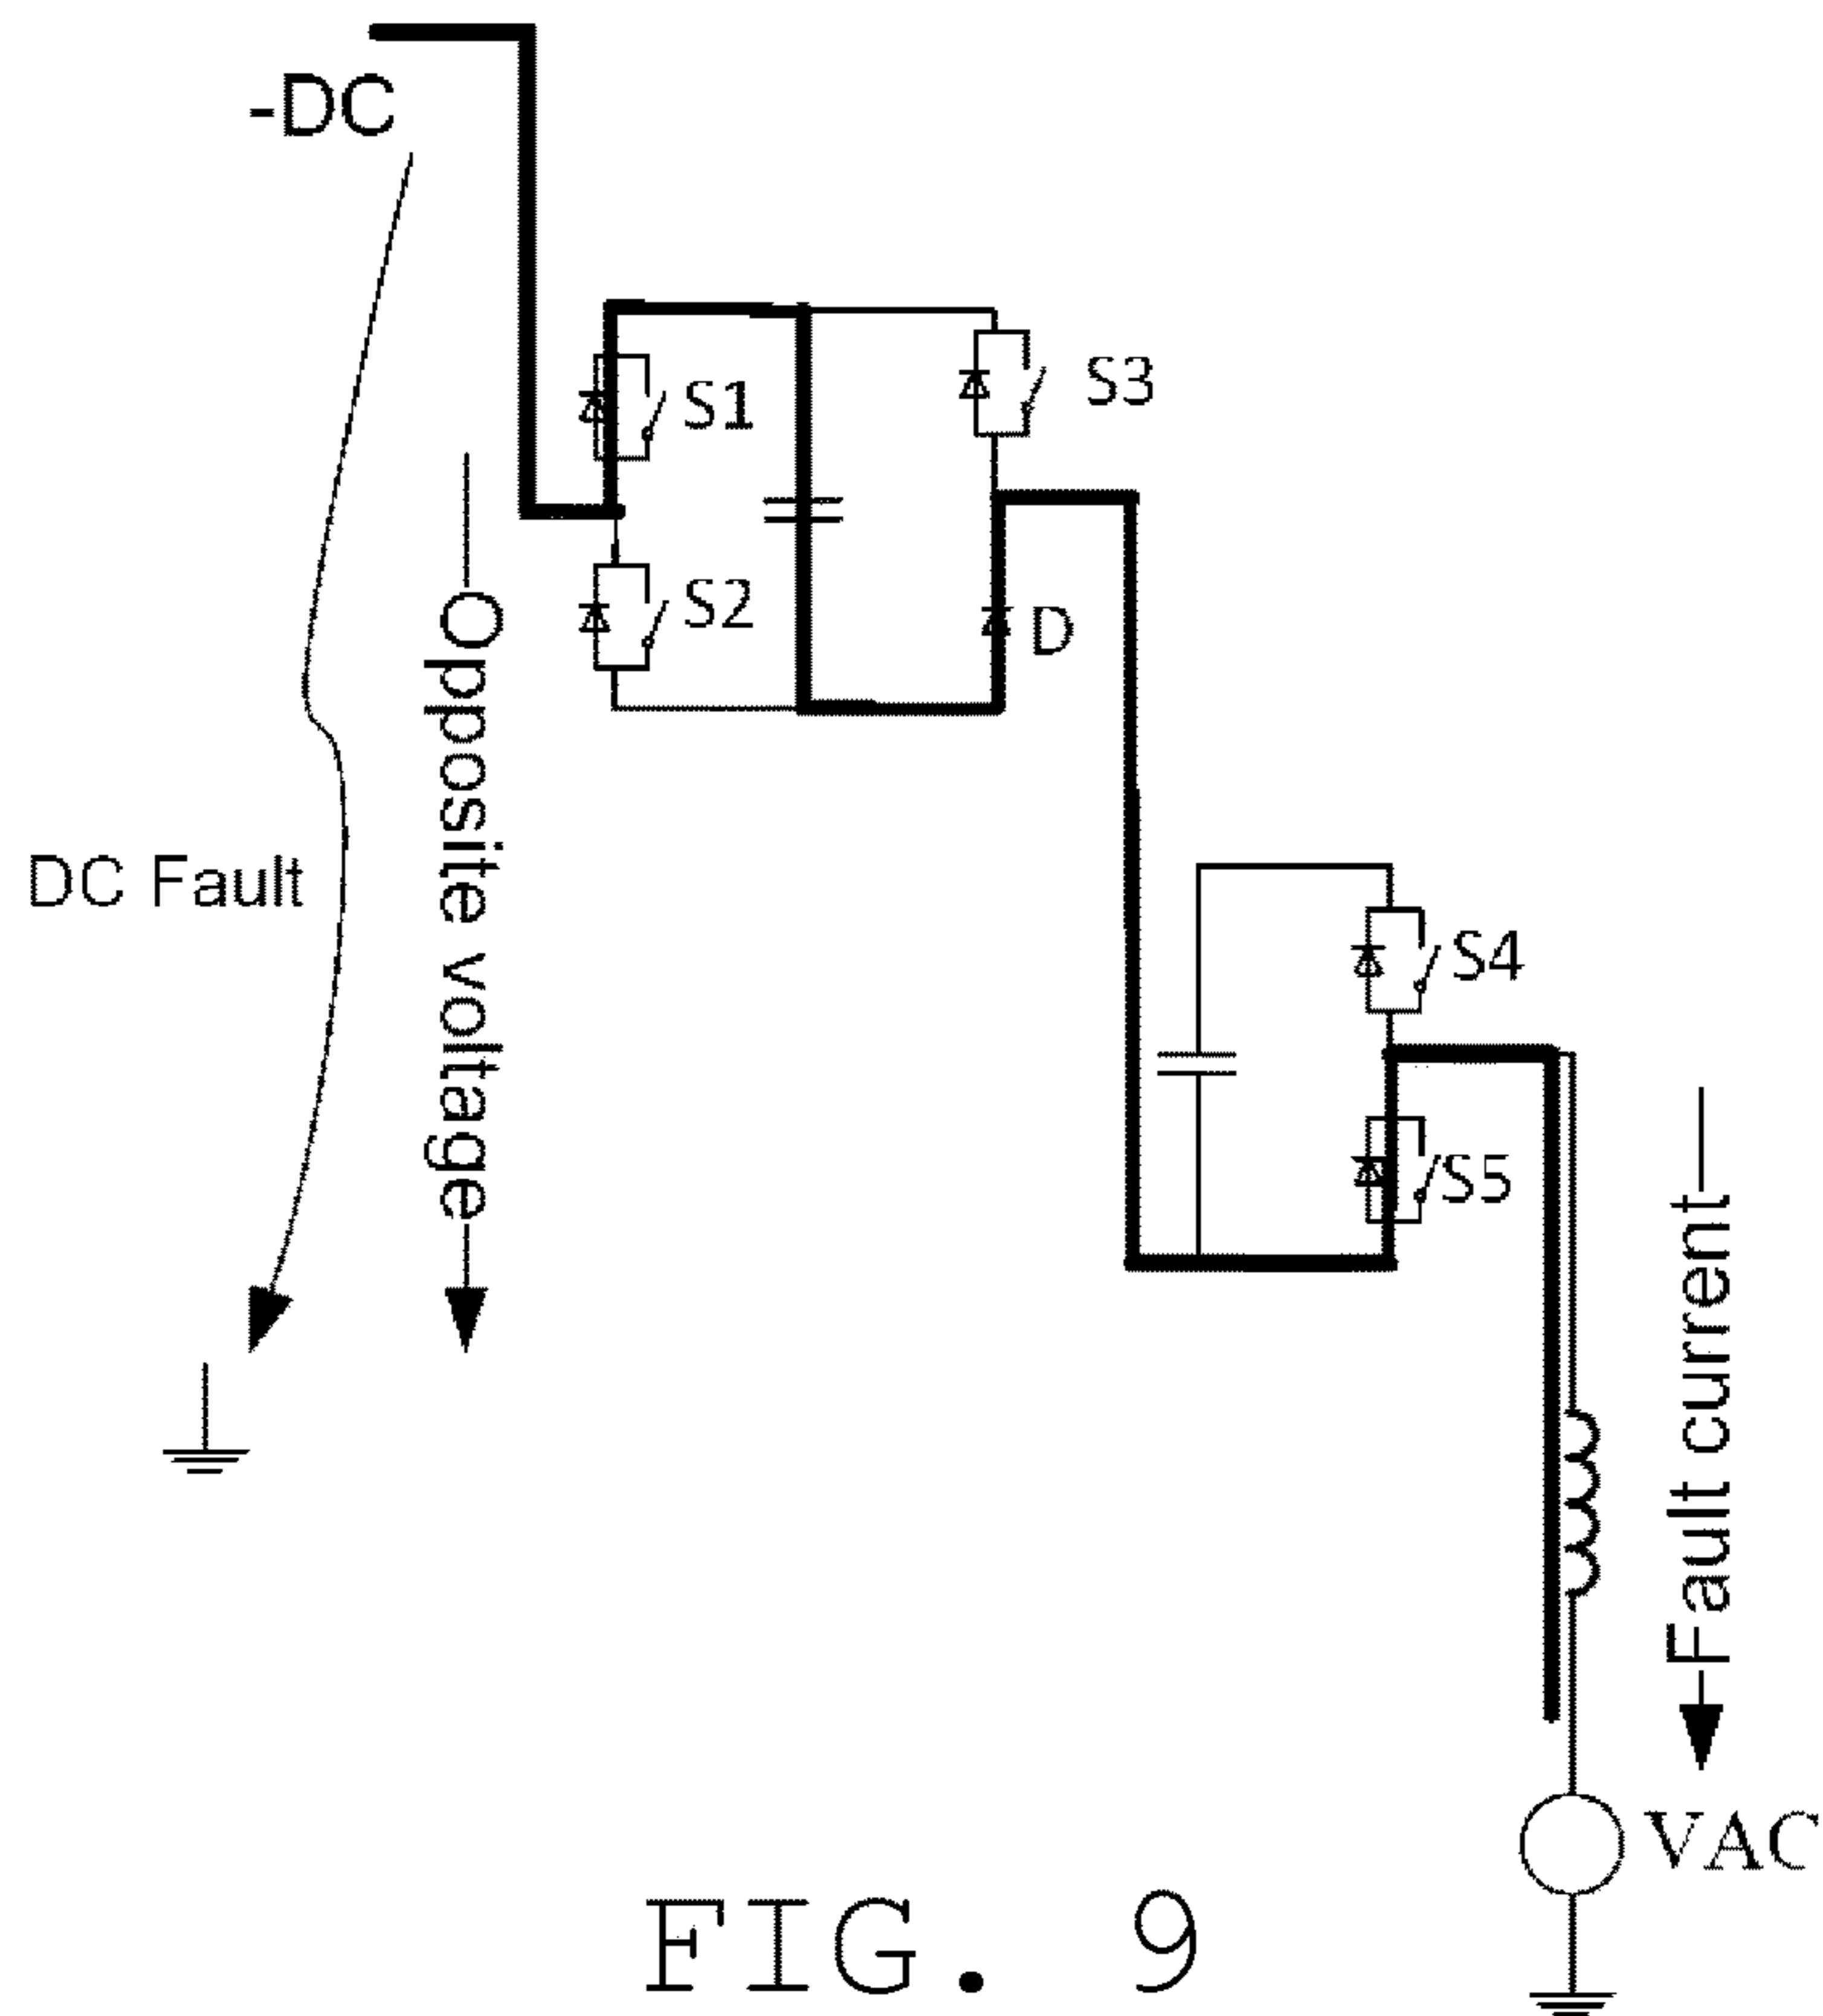 -DC
S1
S3
S2
D
Opposite voltage
DC Fault
S4
S5
Fault current
VAC
FIG. 9